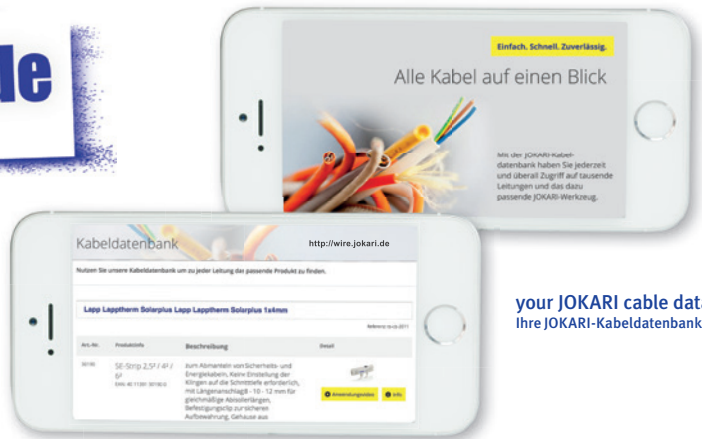 de
Einfach. Schnell. Zuverlässig.
Alle Kabel auf einen Blick
Mit der JOKARI-Kabel-
datenbank haben Sie jederzeit
und überall Zugriff auf tausende
Leitungen und das dazu
passende JOKARI-Werkzeug.
Kabeldatenbank
http://wire.jokari.de
Nutzen Sie unsere Kabeldatenbank um zu jeder Leitung das passende Produkt zu finden.
Lapp Lapptherm Solarplus Lapp Lapptherm Solarplus 1x4mm
Art.-Nr. Produktinfo Beschreibung Detail
30190 SE-Strip 2,5² / 4² /
6²
zum Abmanteln von Sicherheits- und
Energiekabeln, Keine Einstellung der
Klingen auf die Schnitttiefe erforderlich,
mit Längenanschlag8 - 10 - 12 mm für
gleichmäßige Absolierlängen,
Befestigungsclip zur sicheren
Aufbewahrung, Gehäuse aus
Anwendungsvideo Info
your JOKARI cable data
Ihre JOKARI-Kabeldatenbank